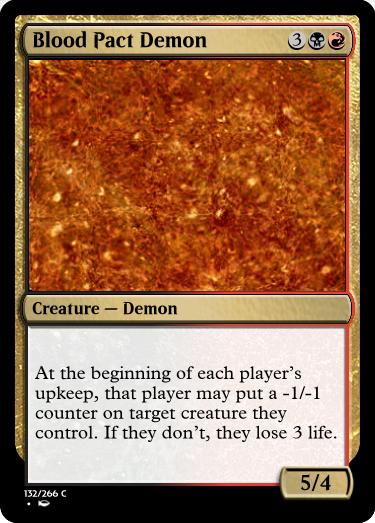 Blood Pact Demon 3
Creature — Demon
At the beginning of each player's
upkeep, that player may put a -1/-1
counter on target creature they
control. If they don't, they lose 3 life.
5/4
132/266 C